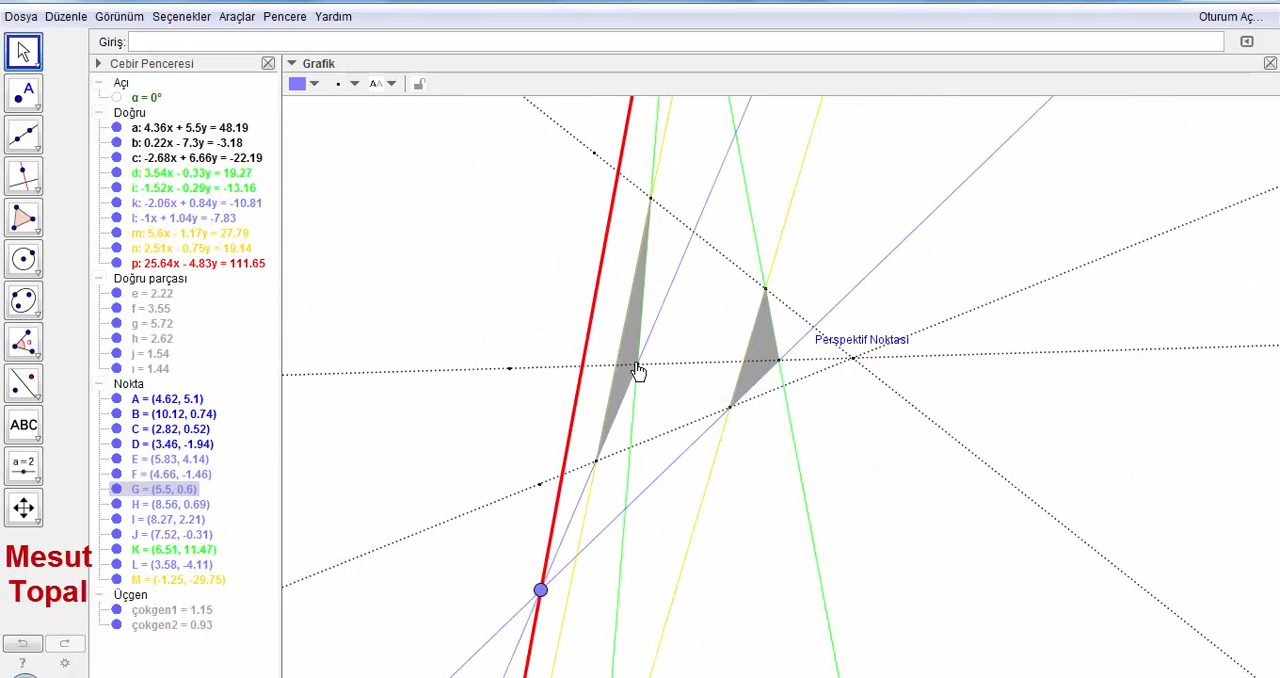 Dosya Düzenle Görünüm Seçenekler Araçlar Pencere Yardım Oturum Aç...
Giriş:
Cebir Penceresi
Grafik
Açı
α = 0°
Doğru
a: 4.36x + 5.5y = 48.19
b: 0.22x - 7.3y = -3.18
c: -2.68x + 6.66y = -22.19
d: 3.54x - 0.33y = 19.27
i: -1.52x - 0.29y = -13.16
k: -2.06x + 0.84y = -10.81
l: -1x + 1.04y = -7.83
m: 5.6x - 1.17y = 27.79
n: 2.51x - 0.75y = 19.14
p: 25.64x - 4.83y = 111.65
Doğru parçası
e = 2.22
f = 3.55
g = 5.72
h = 2.62
ı = 1.54
j = 1.44
Nokta
A = (4.62, 5.1)
B = (10.12, 0.74)
C = (2.82, 0.52)
D = (3.46, -1.94)
E = (5.83, 4.14)
F = (4.66, -1.46)
G = (5.5, 0.6)
H = (8.56, 0.69)
I = (8.27, 2.21)
J = (7.52, -0.31)
K = (6.51, 11.47)
L = (3.58, -4.11)
M = (-1.25, -29.75)
Üçgen
çokgen1 = 1.15
çokgen2 = 0.93
A
ABC
a = 2
Mesut
Topal
?
AA
Perspektif Noktasi